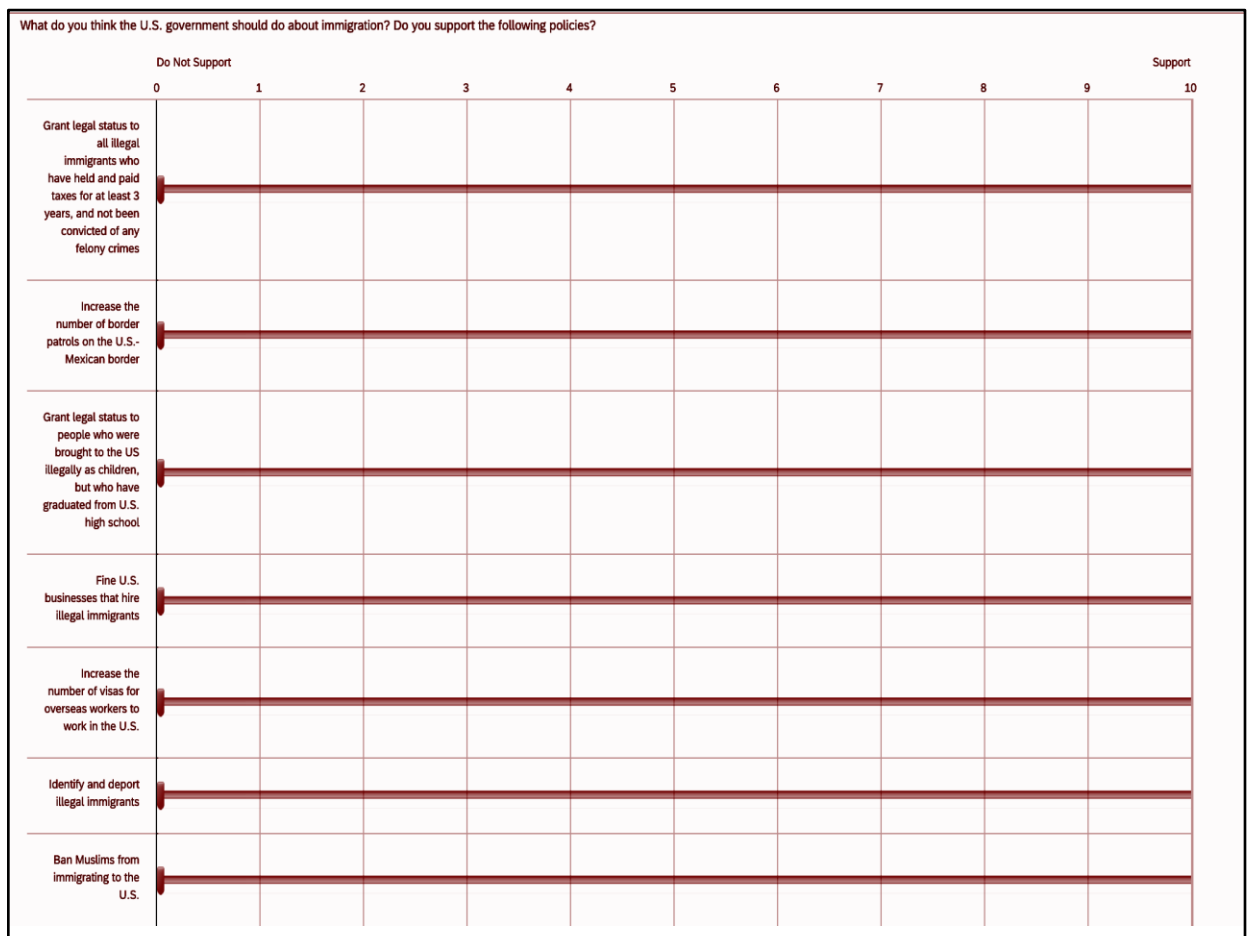 What do you think the U.S. government should do about immigration? Do you support the following policies?
Do Not Support Support
0 1 2 3 4 5 6 7 8 9 10
Grant legal status to
all illegal
immigrants who
have held and paid
taxes for at least 3
years, and not been
convicted of any
felony crimes
Increase the
number of border
patrols on the U.S.-
Mexican border
Grant legal status to
people who were
brought to the US
illegally as children,
but who have
graduated from U.S.
high school
Fine U.S.
businesses that hire
illegal immigrants
Increase the
number of visas for
overseas workers to
work in the U.S.
Identify and deport
illegal immigrants
Ban Muslims from
immigrating to the
U.S.